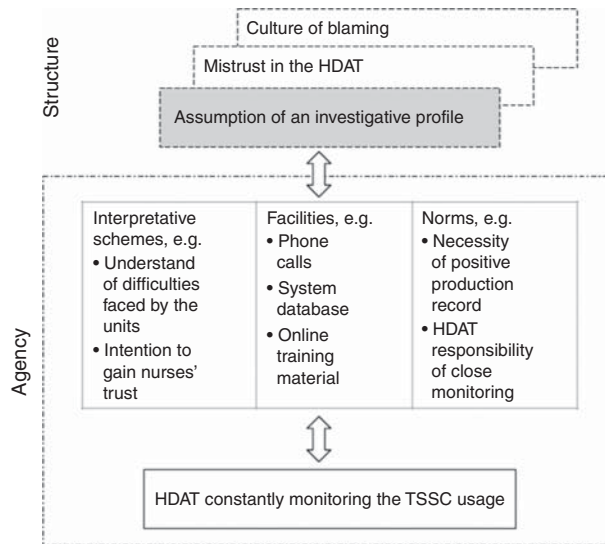 Structure
Culture of blaming
Mistrust in the HDAT
Assumption of an investigative profile
Agency
Interpretative
schemes, e.g.
• Understand
of difficulties
faced by the
units
• Intention to
gain nurses'
trust
Facilities, e.g.
• Phone
calls
• System
database
• Online
training
material
Norms, e.g.
• Necessity
of positive
production
record
• HDAT
responsibility
of close
monitoring
HDAT constantly monitoring the TSSC usage